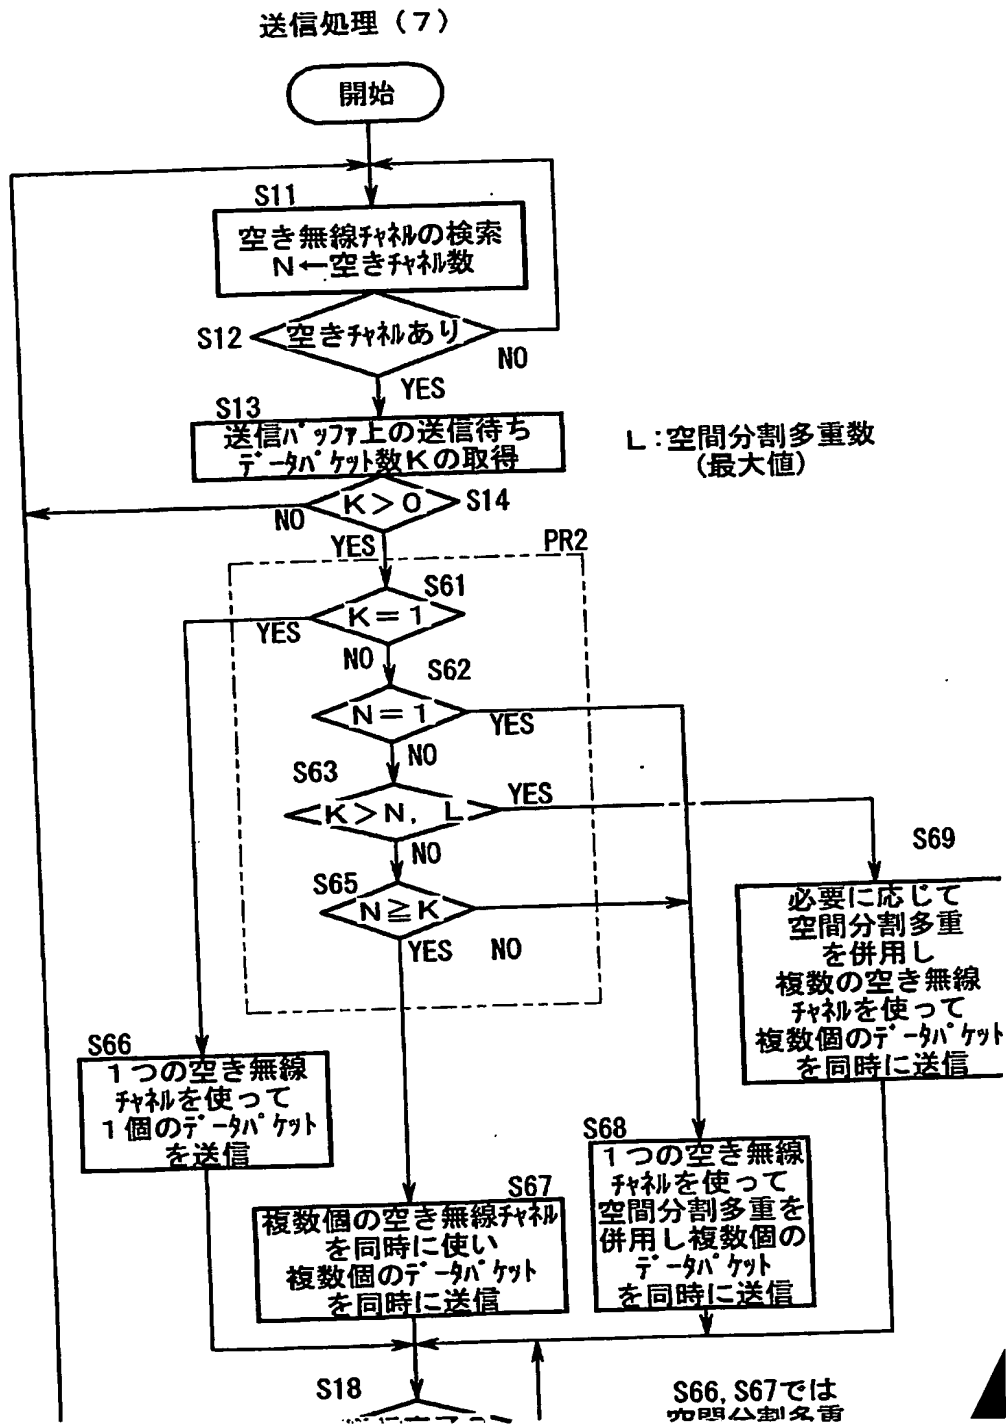 送信処理（7）
開始
S11
空き無線ﾁｬﾈﾙの検索
N←空きﾁｬﾈﾙ数
S12
空きﾁｬﾈﾙあり
NO
YES
S13
送信ﾊﾞｯﾌｧ上の送信待ち
ﾃﾞｰﾀﾊﾟｹｯﾄ数Kの取得
L：空間分割多重数
(最大値)
K＞0
S14
NO
YES
PR2
S61
K＝1
YES
NO
S62
N＝1
YES
NO
S63
K＞N, L
YES
NO
S65
N≧K
YES
NO
S69
必要に応じて
空間分割多重
を併用し
複数の空き無線
ﾁｬﾈﾙを使って
複数個のﾃﾞｰﾀﾊﾟｹｯﾄ
を同時に送信
S66
1つの空き無線
ﾁｬﾈﾙを使って
1個のﾃﾞｰﾀﾊﾟｹｯﾄ
を送信
S68
1つの空き無線
ﾁｬﾈﾙを使って
空間分割多重を
併用し複数個の
ﾃﾞｰﾀﾊﾟｹｯﾄ
を同時に送信
S67
複数個の空き無線ﾁｬﾈﾙ
を同時に使い
複数個のﾃﾞｰﾀﾊﾟｹｯﾄ
を同時に送信
S18
S66, S67では
空間分割多重